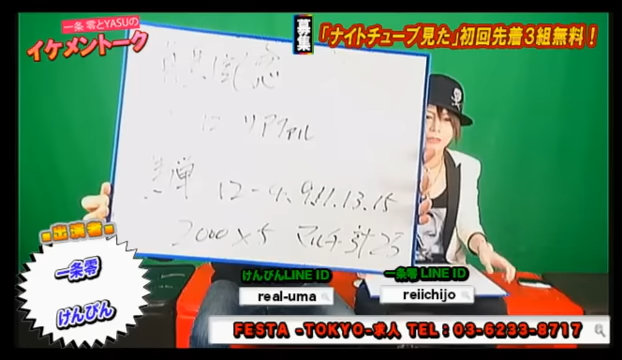 一条 零とYASUの
イケメントーク
募集
「ナイトチューブ見た」初回先着3組無料！
リアファル
12-9.9.11.13.15
2000×5 マルチ計23
出演者
一条零
けんぴん
けんぴんLINE ID
real-uma
一条零 LINE ID
reiichijo
FESTA -TOKYO-求人 TEL：03-6233-8717